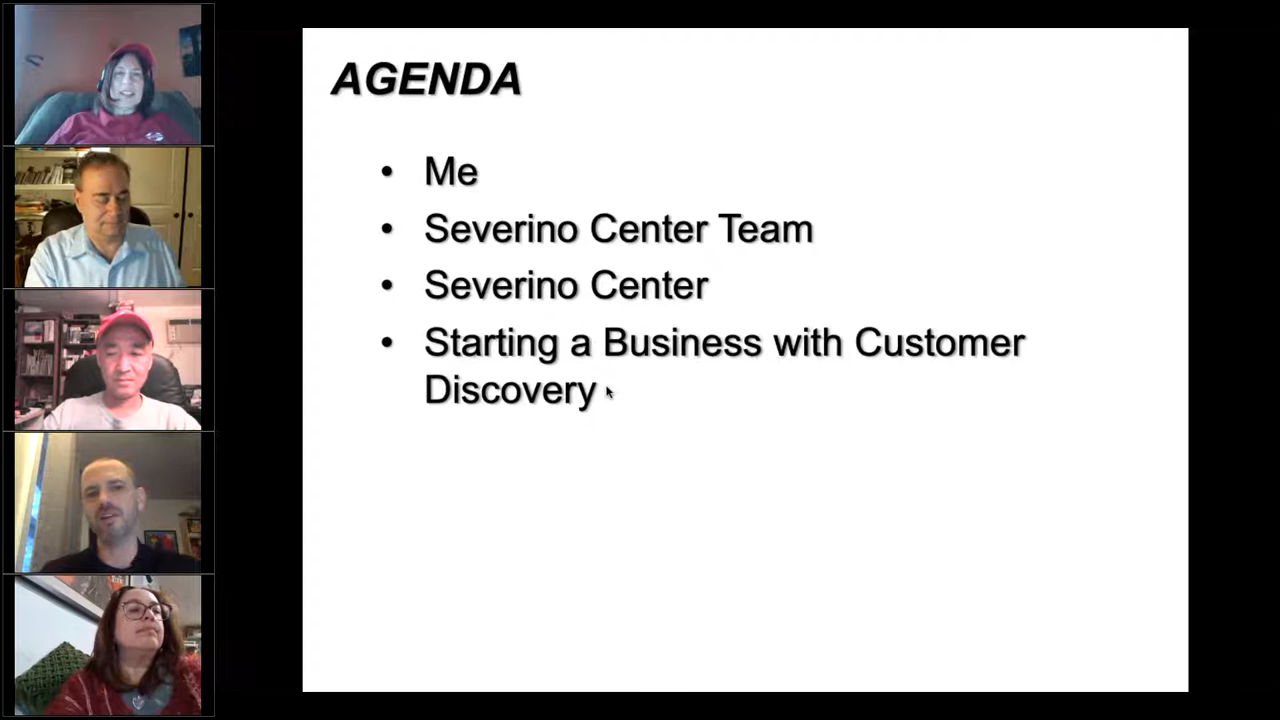 AGENDA
• Me
• Severino Center Team
• Severino Center
• Starting a Business with Customer
Discovery